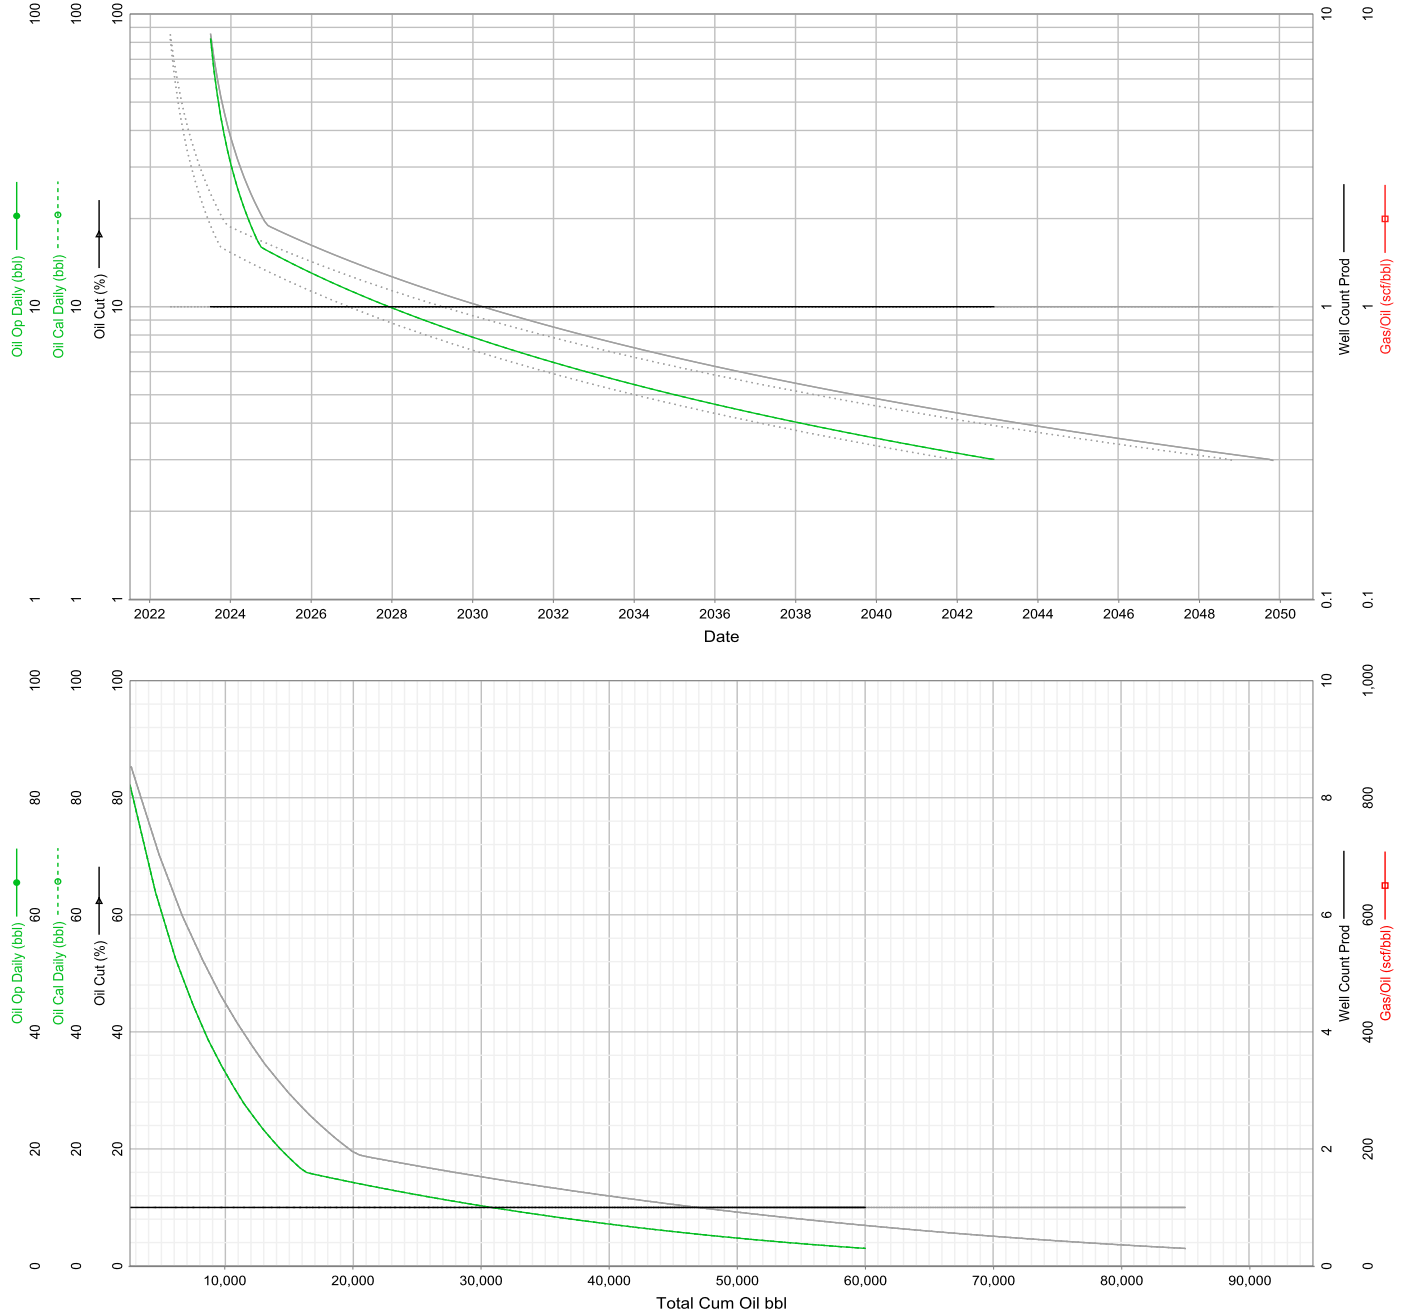 100
100
100
10
10
10
10
10
1
1
1
1
1
0.1
0.1
Oil Op Daily (bbl)
Oil Cal Daily (bbl)
Oil Cut (%)
Well Count Prod
Gas/Oil (scf/bbl)
2022 2024 2026 2028 2030 2032 2034 2036 2038 2040 2042 2044 2046 2048 2050
Date
100 100 100 10 1,000
80 80 80 8 800
60 60 60 6 600
40 40 40 4 400
20 20 20 2 200
0 0 0 0 0
Oil Op Daily (bbl)
Oil Cal Daily (bbl)
Oil Cut (%)
Well Count Prod
Gas/Oil (scf/bbl)
10,000 20,000 30,000 40,000 50,000 60,000 70,000 80,000 90,000
Total Cum Oil bbl